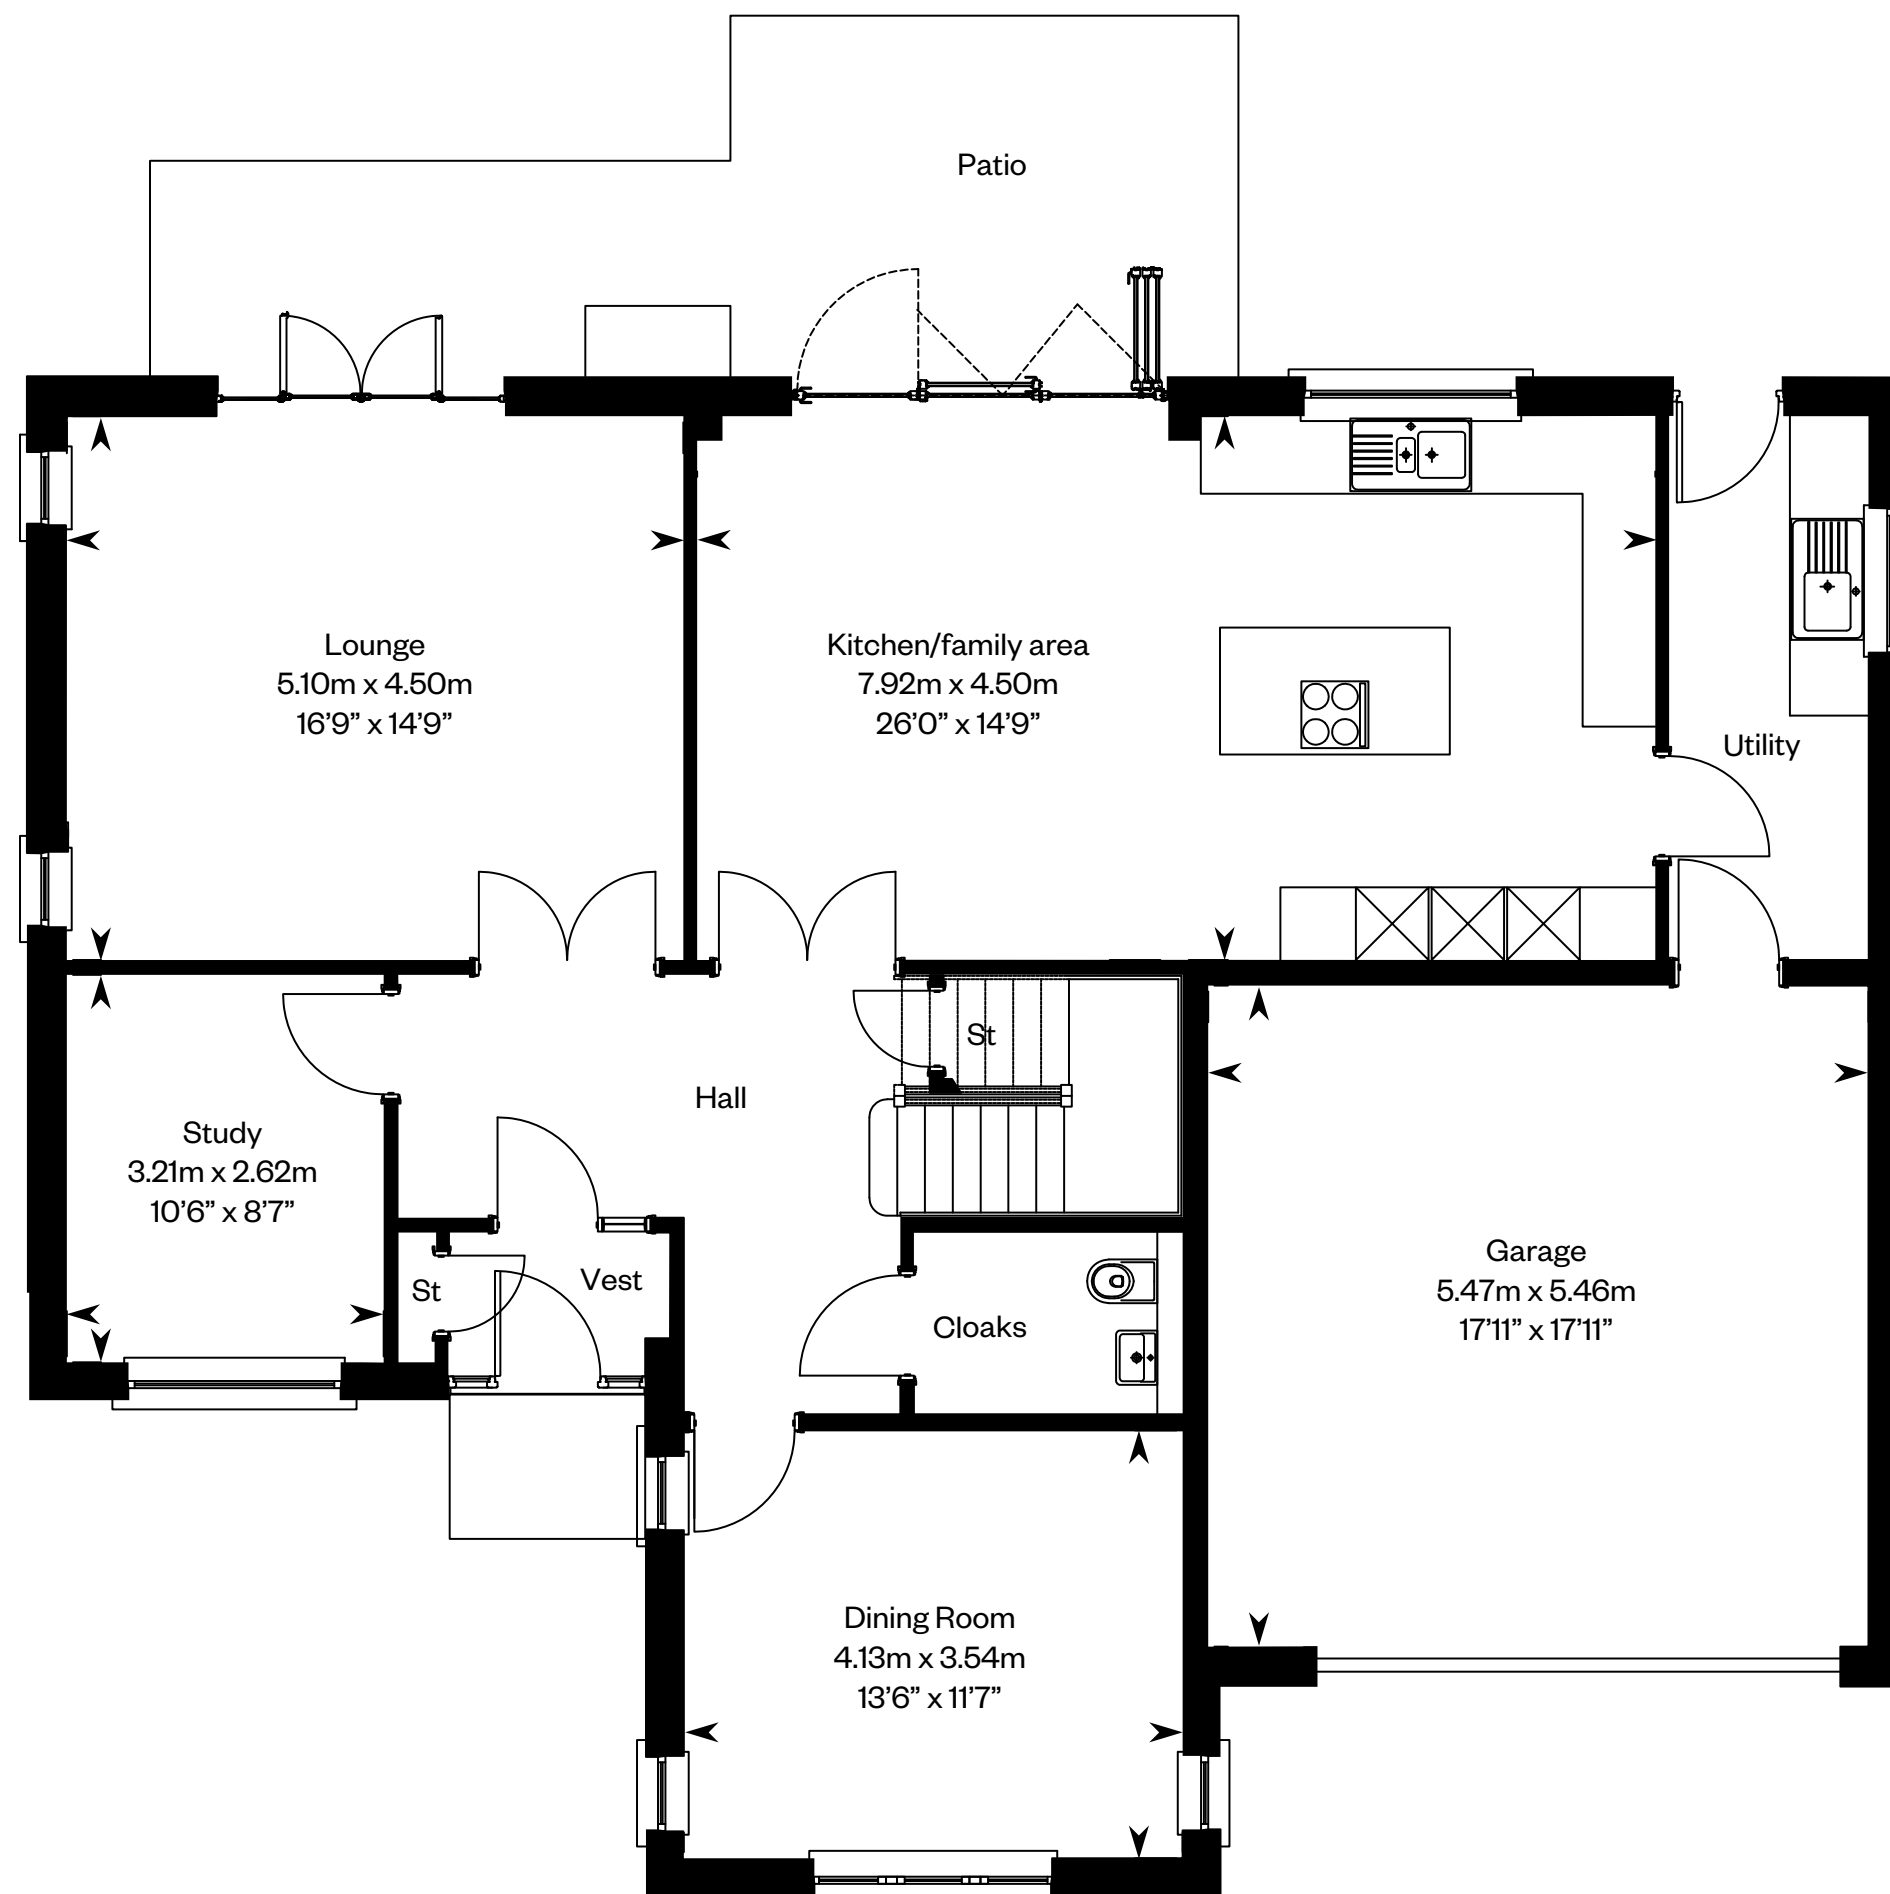 Patio
Lounge
5.10m x 4.50m
16’9” x 14’9”
Kitchen/family area
7.92m x 4.50m
26’0” x 14’9”
Utility
St
Hall
Study
3.21m x 2.62m
10’6” x 8’7”
St
Vest
Cloaks
Garage
5.47m x 5.46m
17’11” x 17’11”
Dining Room
4.13m x 3.54m
13’6” x 11’7”